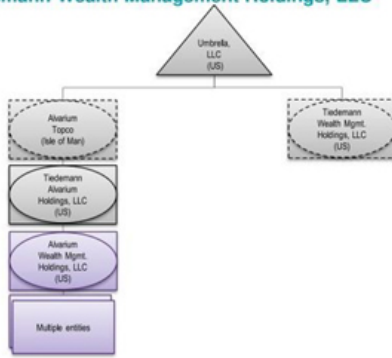 mann Wealth Management Holdings, LLC
Umbrella,
LLC
(US)
Alvarium
Topco
(Isle of Man)
Tiedemann
Wealth Mgmt.
Holdings, LLC
(US)
Tiedemann
Alvarium
Holdings, LLC
(US)
Alvarium
Wealth Mgmt.
Holdings, LLC
(US)
Multiple entities